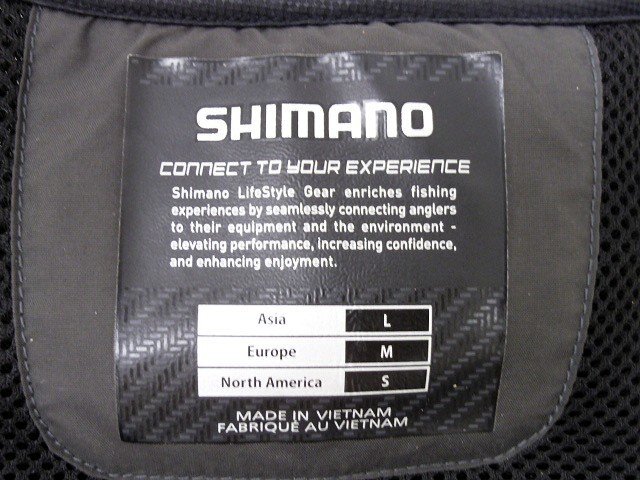 SHIMANO
CONNECT TO YOUR EXPERIENCE
Shimano LifeStyle Gear enriches fishing
experiences by seamlessly connecting anglers
to their equipment and the environment -
elevating performance, increasing confidence,
and enhancing enjoyment.
Asia L
Europe M
North America S
MADE IN VIETNAM
FABRIQUÉ AU VIETNAM